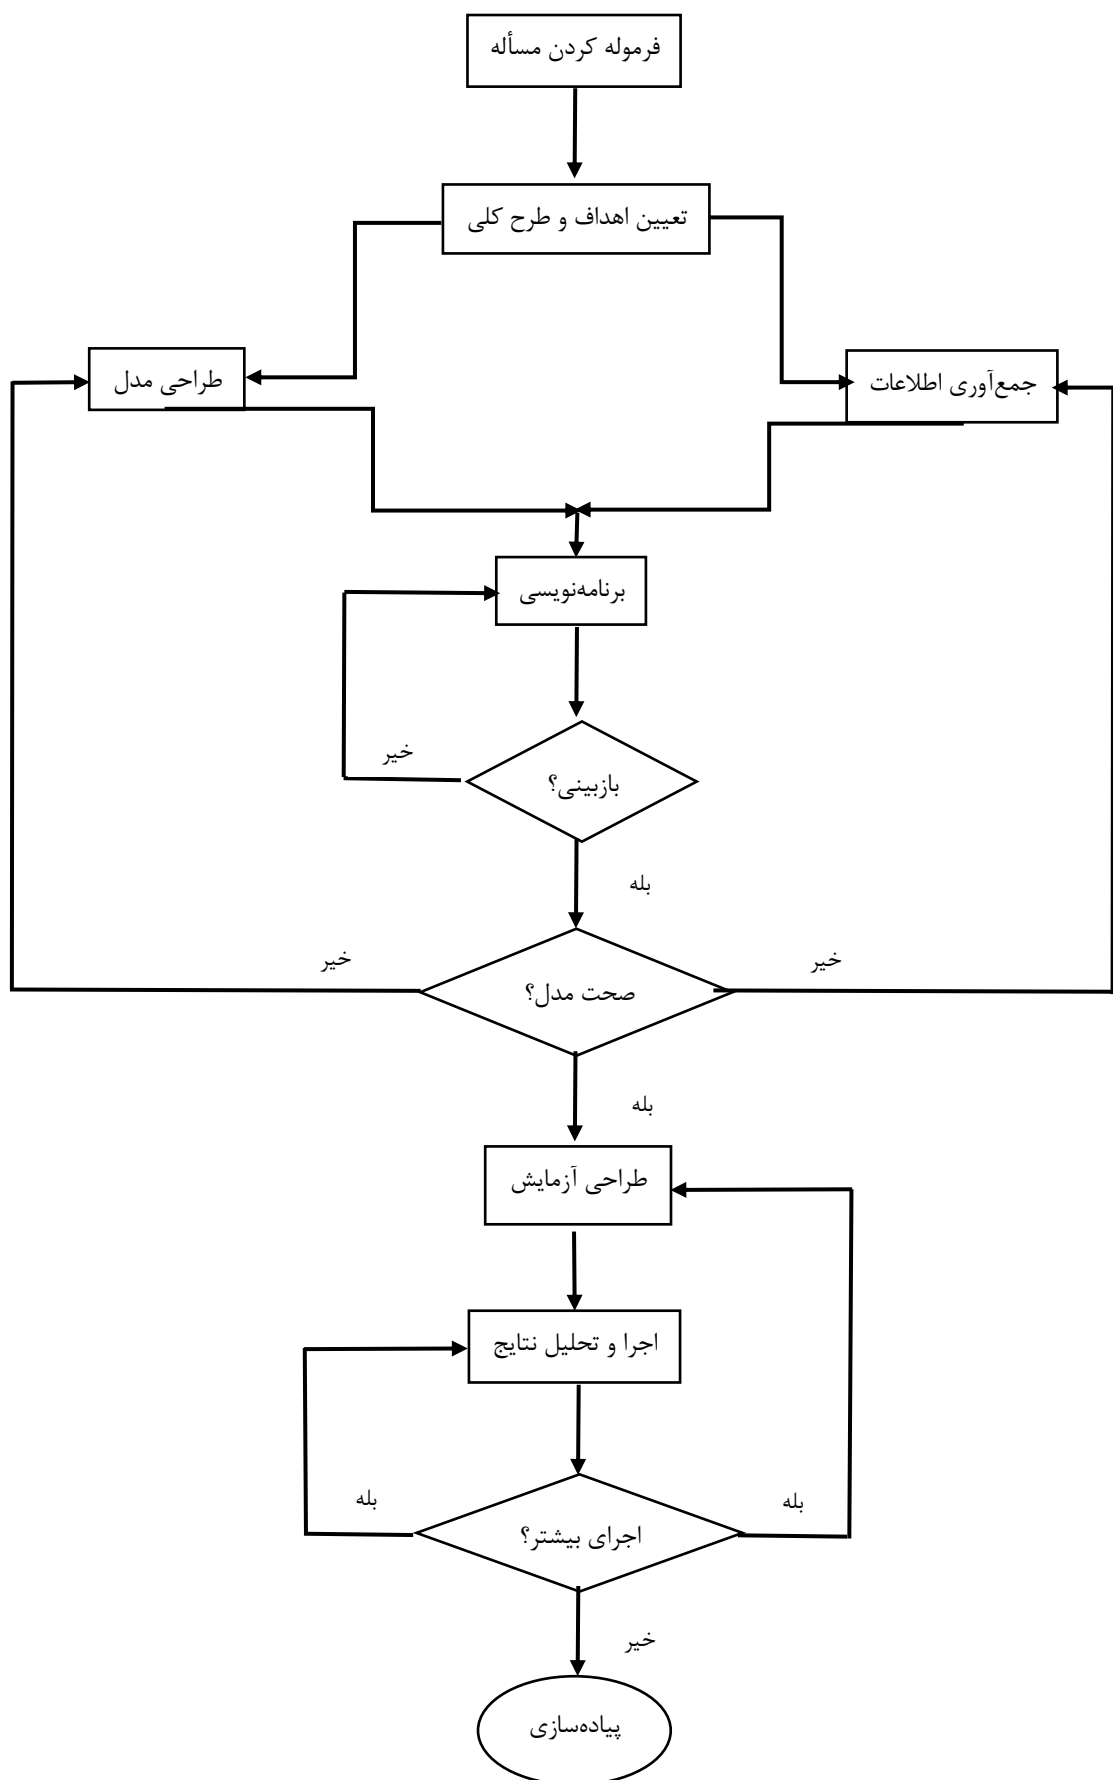 فرموله کردن مسأله
تعیین اهداف و طرح کلی
جمع‌آوری اطلاعات
طراحی مدل
برنامه‌نویسی
خیر
بازبینی؟
بله
خیر
خیر
صحت مدل؟
بله
طراحی آزمایش
اجرا و تحلیل نتایج
بله
بله
اجرای بیشتر؟
خیر
پیاده‌سازی